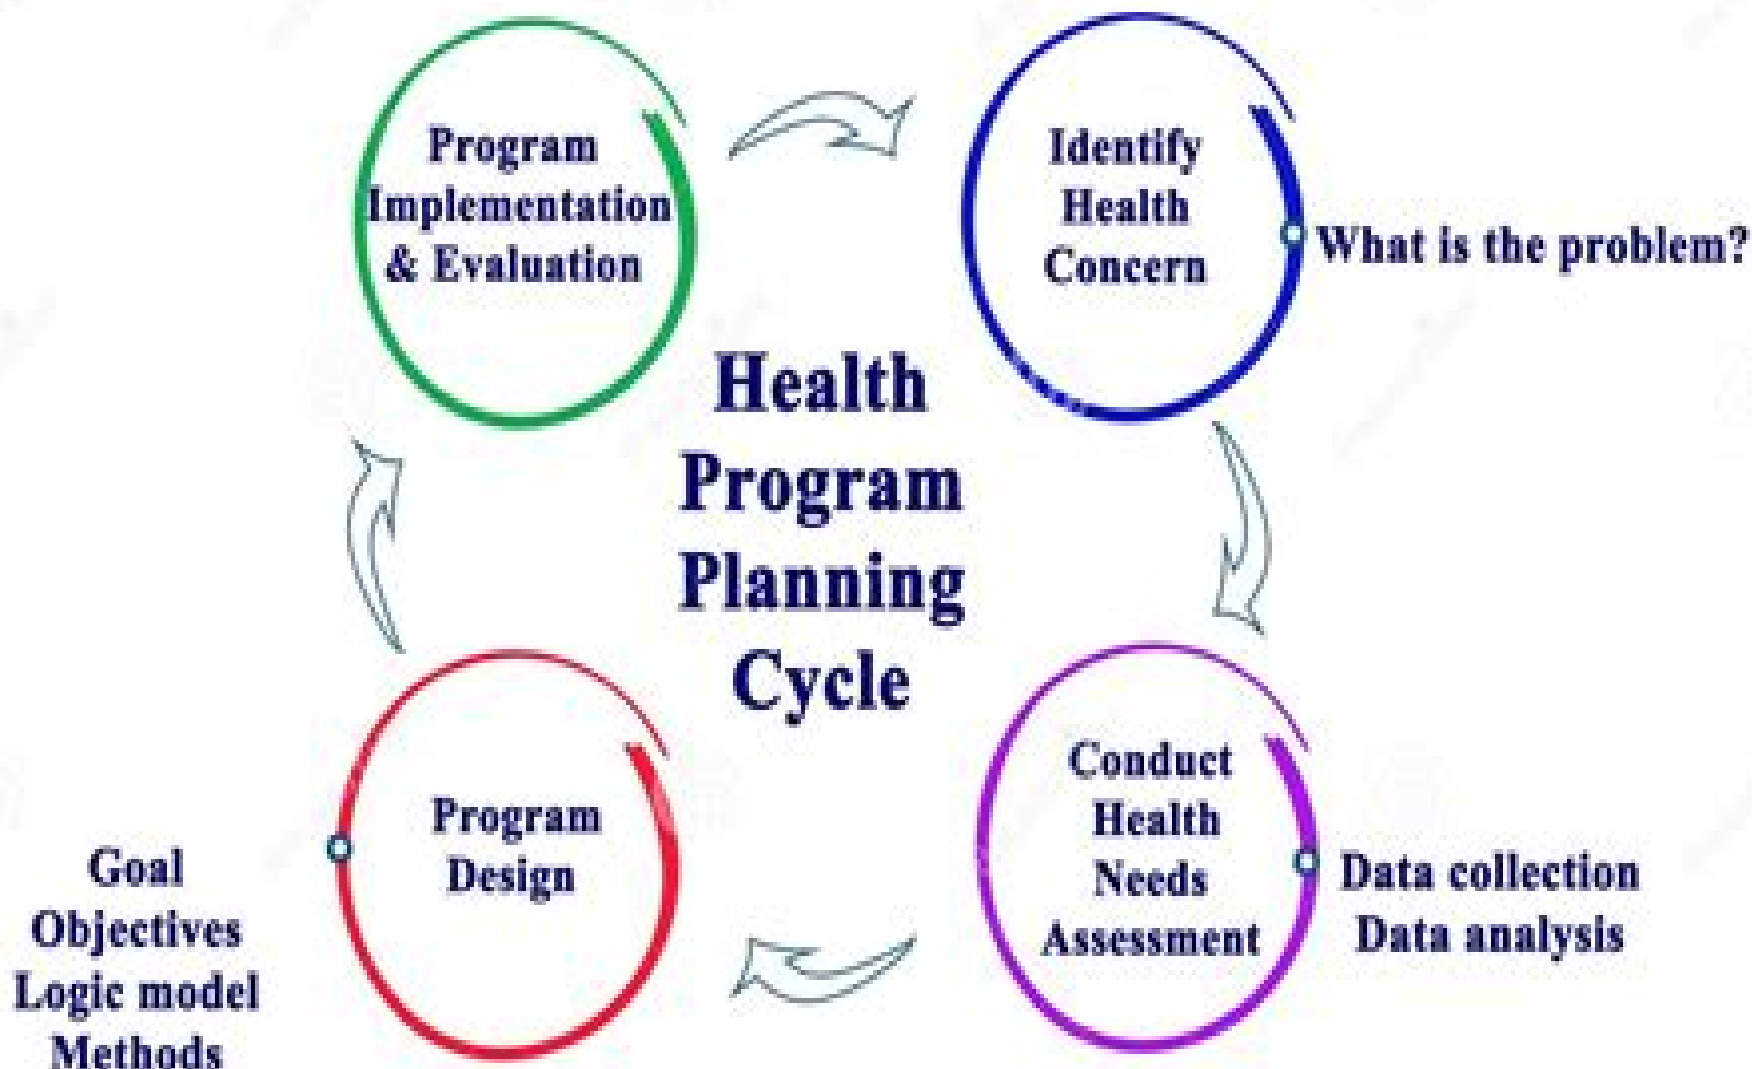 Program
Implementation
& Evaluation
Identify
Health
Concern
What is the problem?
Health
Program
Planning
Cycle
Conduct
Health
Needs
Assessment
Data collection
Data analysis
Program
Design
Goal
Objectives
Logic model
Methods